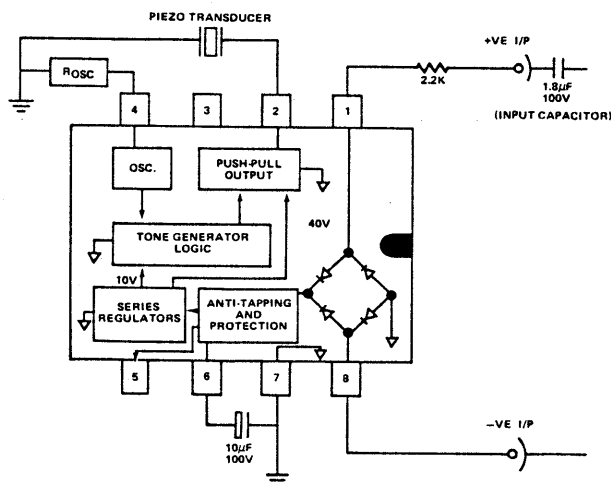 PIEZO TRANSDUCER
+VE I/P
ROSC
2.2K
1.8µF
100V
(INPUT CAPACITOR)
4
3
2
1
OSC.
PUSH-PULL
OUTPUT
40V
TONE GENERATOR
LOGIC
10V
SERIES
REGULATORS
ANTI-TAPPING
AND
PROTECTION
5
6
7
8
10µF
100V
−VE I/P